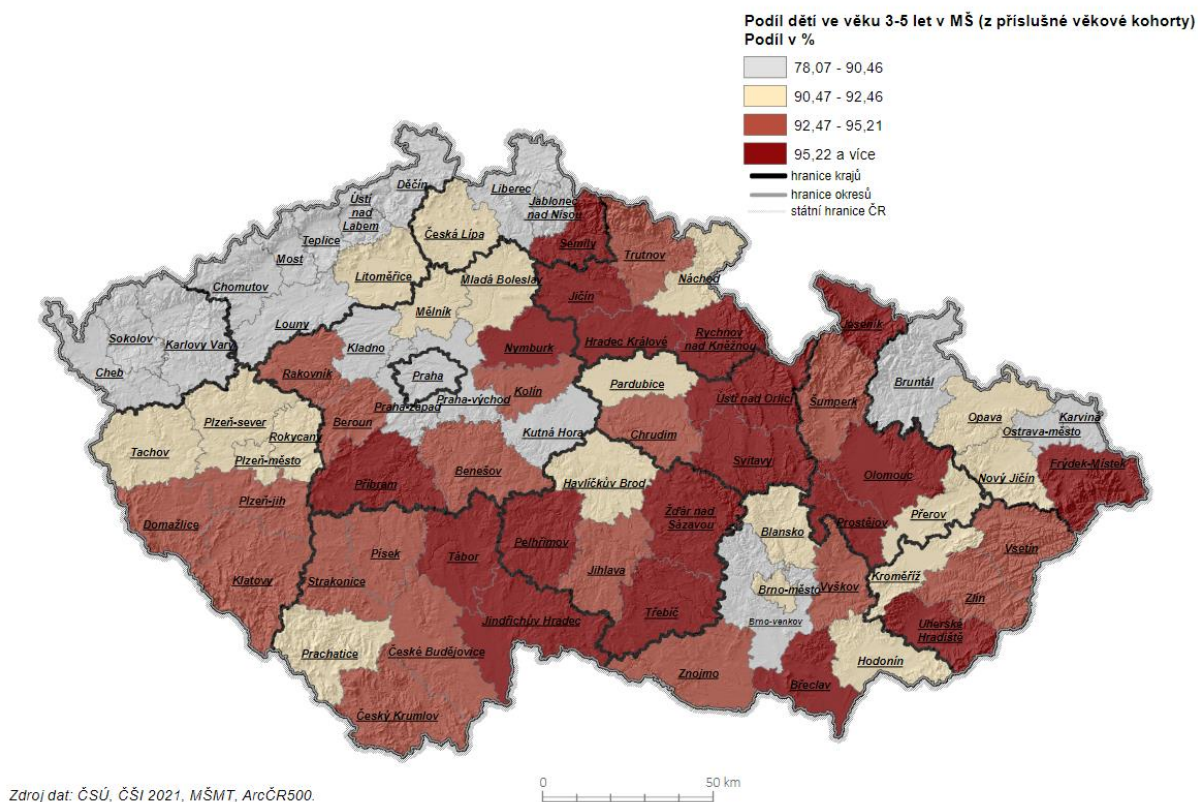 Podíl dětí ve věku 3-5 let v MŠ (z příslušné věkové kohorty)
Podíl v %
78,07 - 90,46
90,47 - 92,46
92,47 - 95,21
95,22 a více
hranice krajů
hranice okresů
státní hranice ČR
Děčín
Liberec
Jablonec
nad Nisou
Ústí
nad
Labem
Teplice
Most
Chomutov
Česká Lípa
Semily
Trutnov
Litoměřice
Mladá Boleslav
Náchod
Jičín
Mělník
Louny
Sokolov
Karlovy Vary
Cheb
Kladno
Nymburk
Hradec Králové
Rychnov
nad Kněžnou
Jeseník
Rakovník
Praha
Kolín
Pardubice
Bruntál
Praha-západ
Praha-východ
Ústí nad Orlicí
Šumperk
Plzeň-sever
Beroun
Kutná Hora
Chrudim
Opava
Karviná
Ostrava-město
Rokycany
Tachov
Plzeň-město
Příbram
Benešov
Svitavy
Olomouc
Frýdek-Místek
Havlíčkův Brod
Nový Jičín
Plzeň-jih
Domažlice
Žďár nad
Sázavou
Prostějov
Přerov
Blansko
Písek
Tábor
Pelhřimov
Jihlava
Vsetín
Klatovy
Strakonice
Kroměříž
Brno-město
Vyškov
Zlín
Třebíč
Jindřichův Hradec
Brno-venkov
Uherské
Hradiště
Prachatice
České Budějovice
Hodonín
Znojmo
Břeclav
Český Krumlov
0 50 km
Zdroj dat: ČSÚ, ČŠI 2021, MŠMT, ArcČR500.